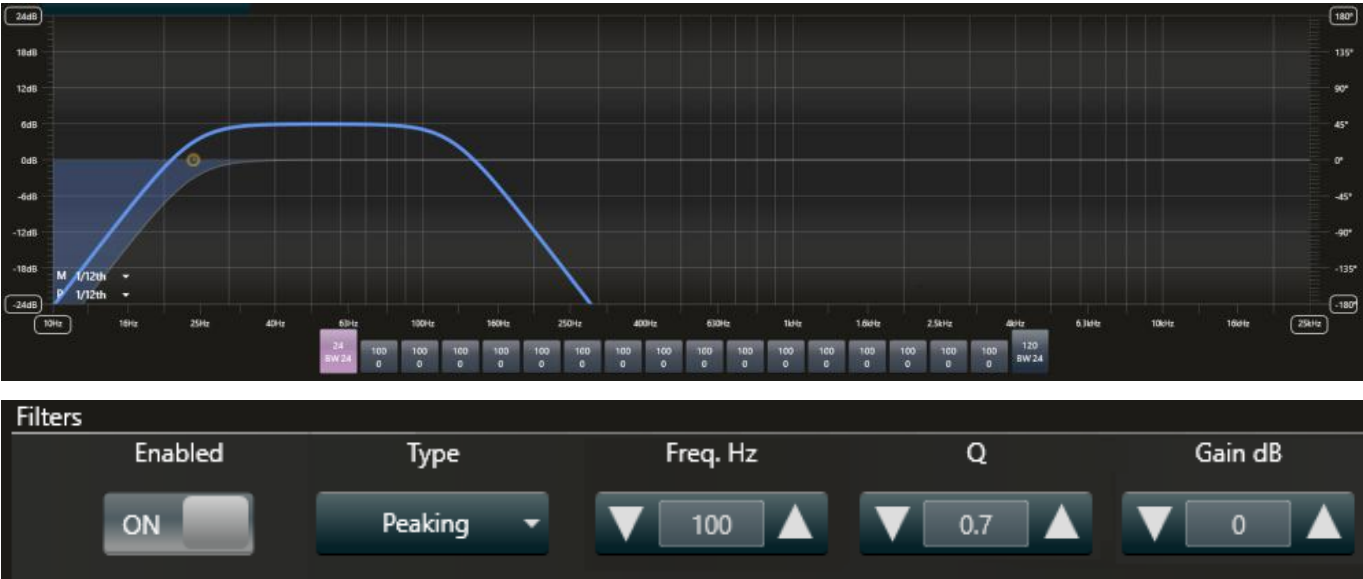 24dB 180°
18dB 135°
12dB 90°
6dB 45°
0dB 0°
-6dB -45°
-12dB -90°
-18dB -135°
M 1/12th
P 1/12th
-24dB -180°
10Hz 16Hz 25Hz 40Hz 63Hz 100Hz 160Hz 250Hz 400Hz 630Hz 1kHz 1.6kHz 2.5kHz 4kHz 6.3kHz 10kHz 16kHz 25kHz
24 100 100 100 100 100 100 100 100 100 100 100 100 100 100 100 100 120
BW 24 0 0 0 0 0 0 0 0 0 0 0 0 0 0 0 0 BW 24
Filters
Enabled Type Freq. Hz Q Gain dB
ON Peaking 100 0.7 0